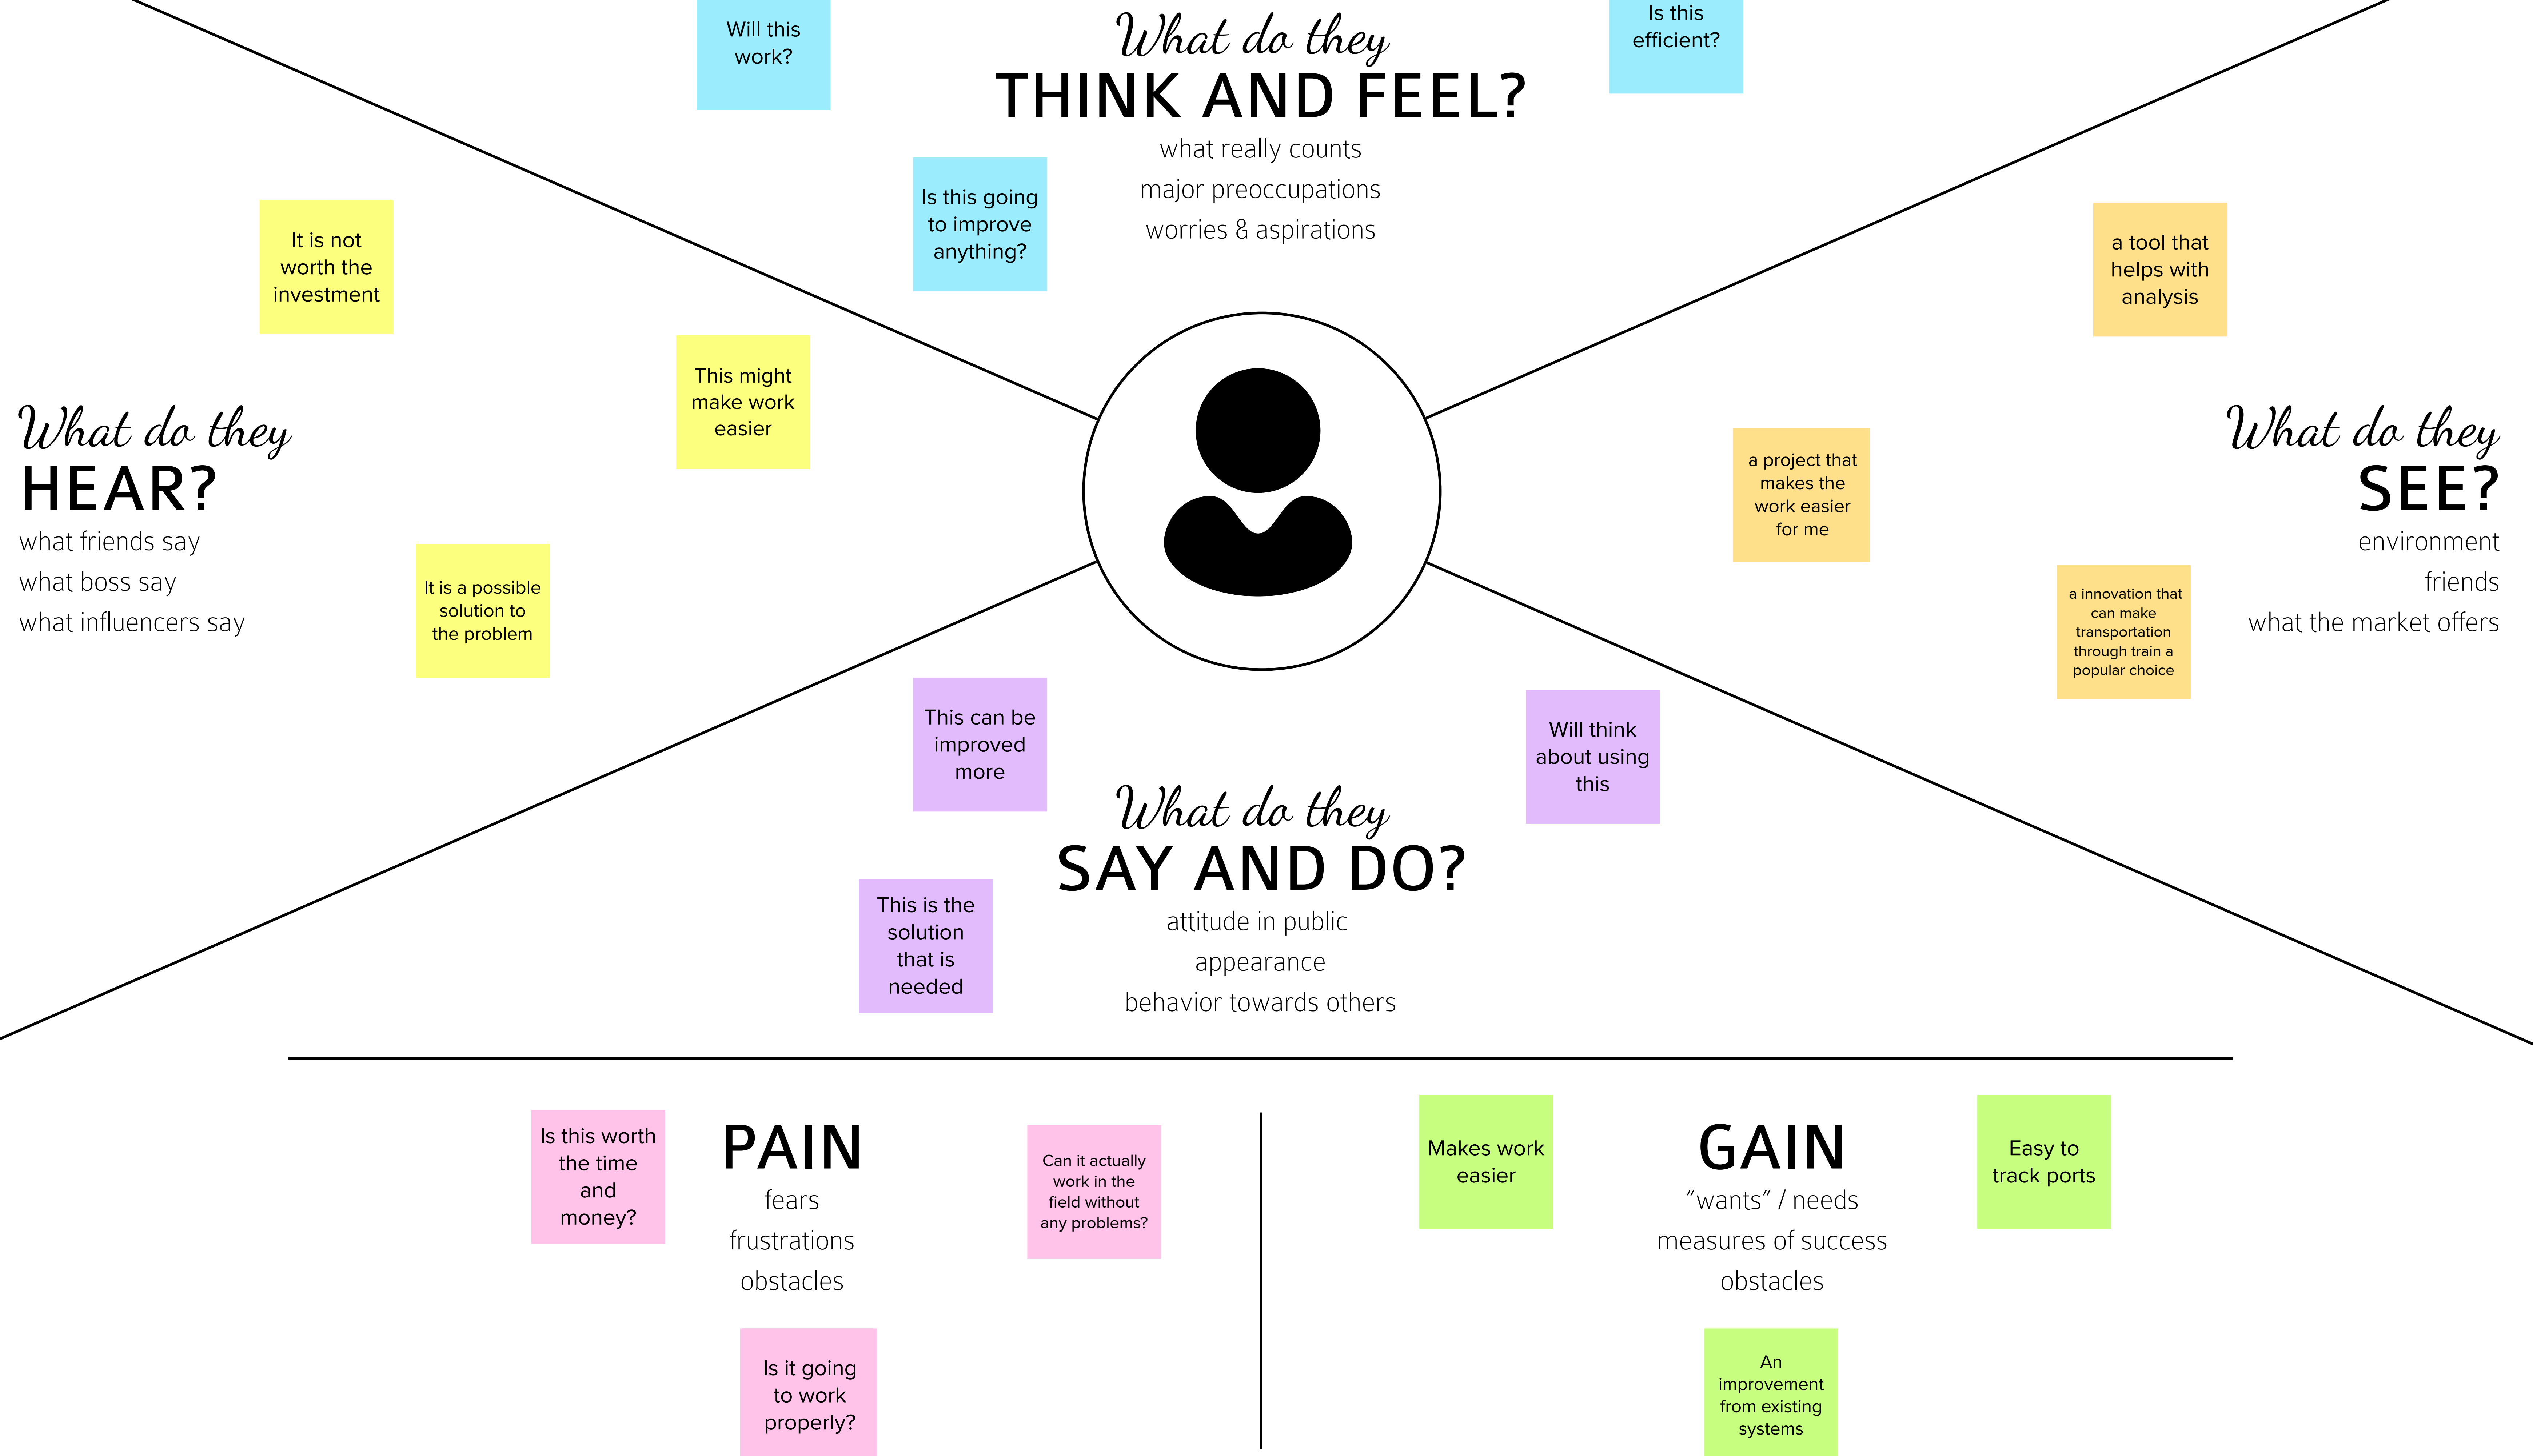 Will this
work?
What do they
THINK AND FEEL?
what really counts
major preoccupations
worries & aspirations
Is this
efficient?
Is this going
to improve
anything?
It is not
worth the
investment
This might
make work
easier
What do they
HEAR?
what friends say
what boss say
what influencers say
It is a possible
solution to
the problem
a tool that
helps with
analysis
a project that
makes the
work easier
for me
What do they
SEE?
environment
friends
what the market offers
a innovation that
can make
transportation
through train a
popular choice
This can be
improved
more
Will think
about using
this
What do they
SAY AND DO?
attitude in public
appearance
behavior towards others
This is the
solution
that is
needed
Is this worth
the time
and
money?
PAIN
fears
frustrations
obstacles
Can it actually
work in the
field without
any problems?
Is it going
to work
properly?
Makes work
easier
GAIN
“wants” / needs
measures of success
obstacles
Easy to
track ports
An
improvement
from existing
systems